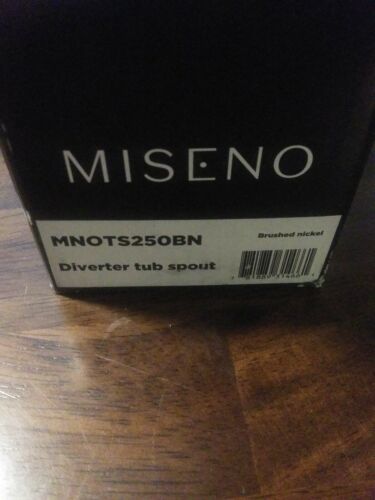 MISENO
MNOTS250BN
Brushed nickel
Diverter tub spout